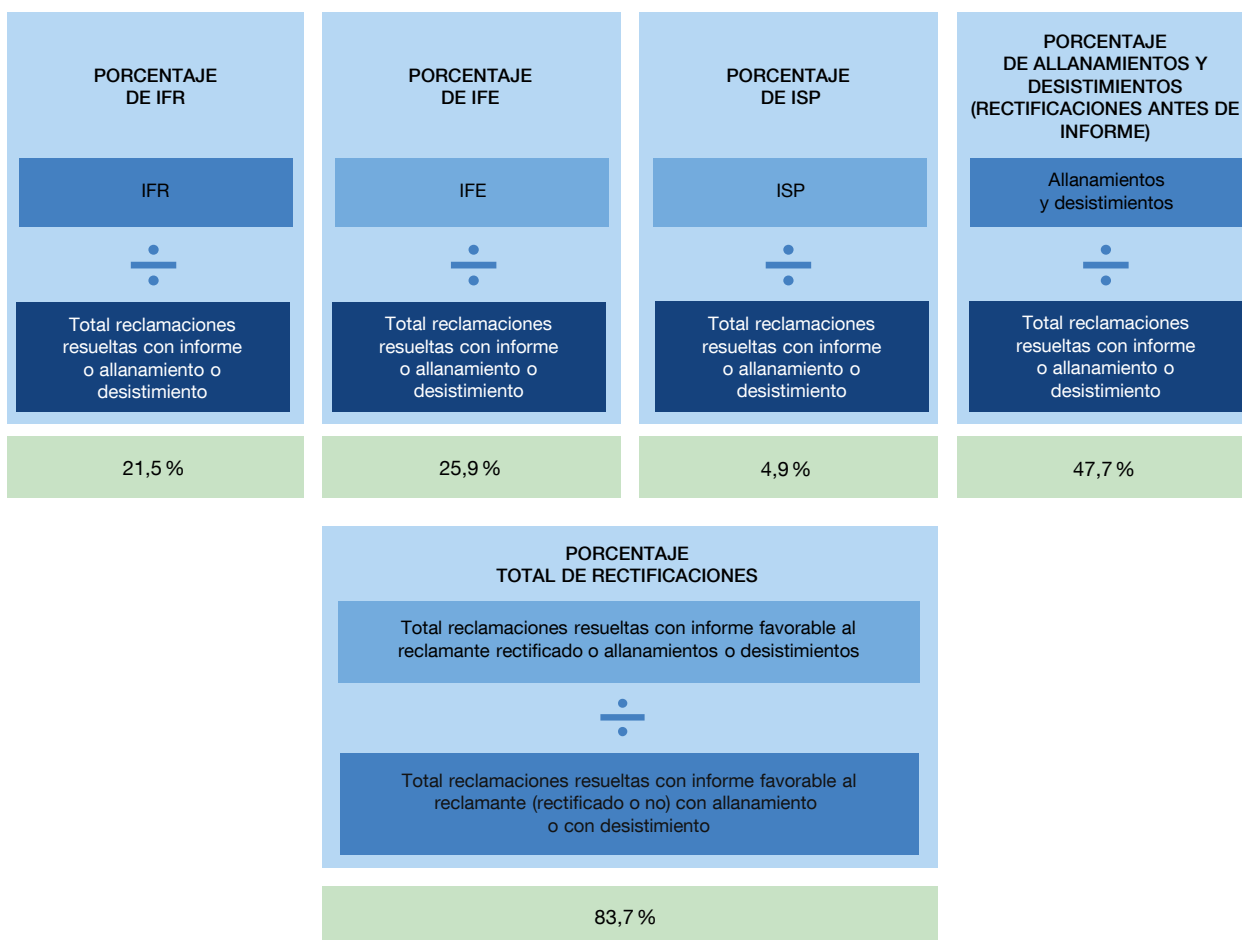 PORCENTAJE
DE IFR
IFR
Total reclamaciones
resueltas con informe
o allanamiento o
desistimiento
21,5 %
PORCENTAJE
DE IFE
IFE
Total reclamaciones
resueltas con informe
o allanamiento o
desistimiento
25,9 %
PORCENTAJE
DE ISP
ISP
Total reclamaciones
resueltas con informe
o allanamiento o
desistimiento
4,9 %
PORCENTAJE
DE ALLANAMIENTOS Y
DESISTIMIENTOS
(RECTIFICACIONES ANTES DE
INFORME)
Allanamientos
y desistimientos
Total reclamaciones
resueltas con informe
o allanamiento o
desistimiento
47,7 %
PORCENTAJE
TOTAL DE RECTIFICACIONES
Total reclamaciones resueltas con informe favorable al
reclamante rectificado o allanamientos o desistimientos
Total reclamaciones resueltas con informe favorable al
reclamante (rectificado o no) con allanamiento
o con desistimiento
83,7 %